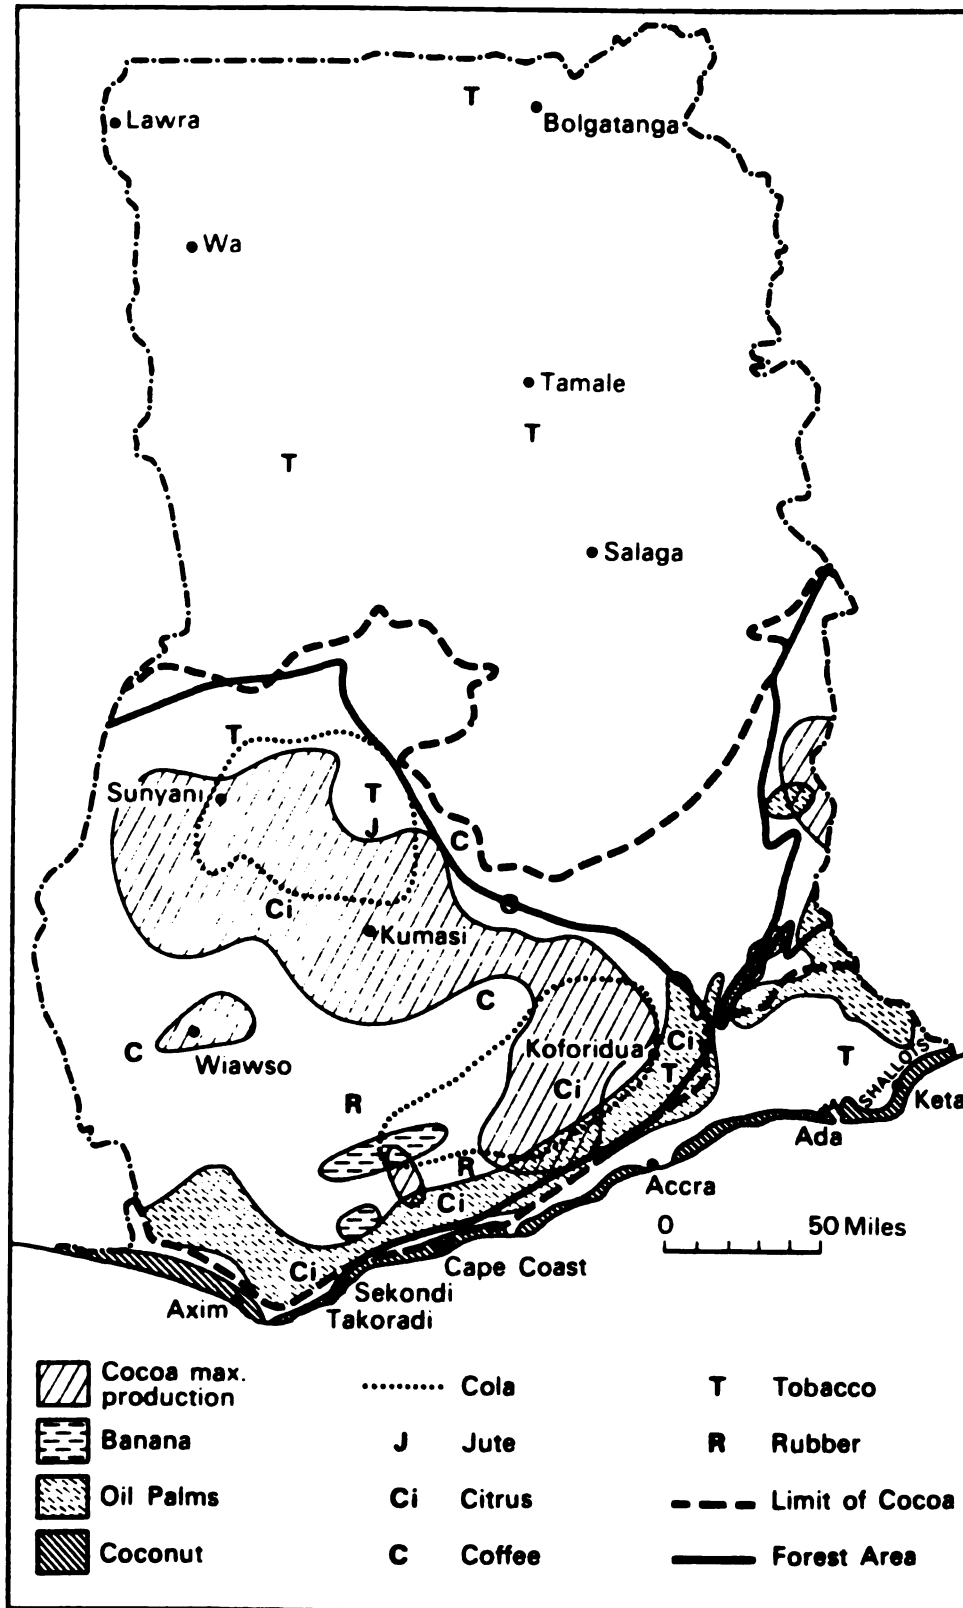 T
Bolgatanga
Lawra
Wa
Tamale
T
T
Salaga
T
Sunyani
T
J
C
Ci
Kumasi
C
C
Koforidua
Ci
C
Wiawso
T
T
SHALLOTS
Keta
Ci
R
Ada
R
Accra
Ci
0 50 Miles
Ci
Cape Coast
Sekondi
Axim
Takoradi
Cocoa max.
production
Cola
T Tobacco
Banana
J Jute
R Rubber
Oil Palms
Ci Citrus
Limit of Cocoa
Coconut
C Coffee
Forest Area